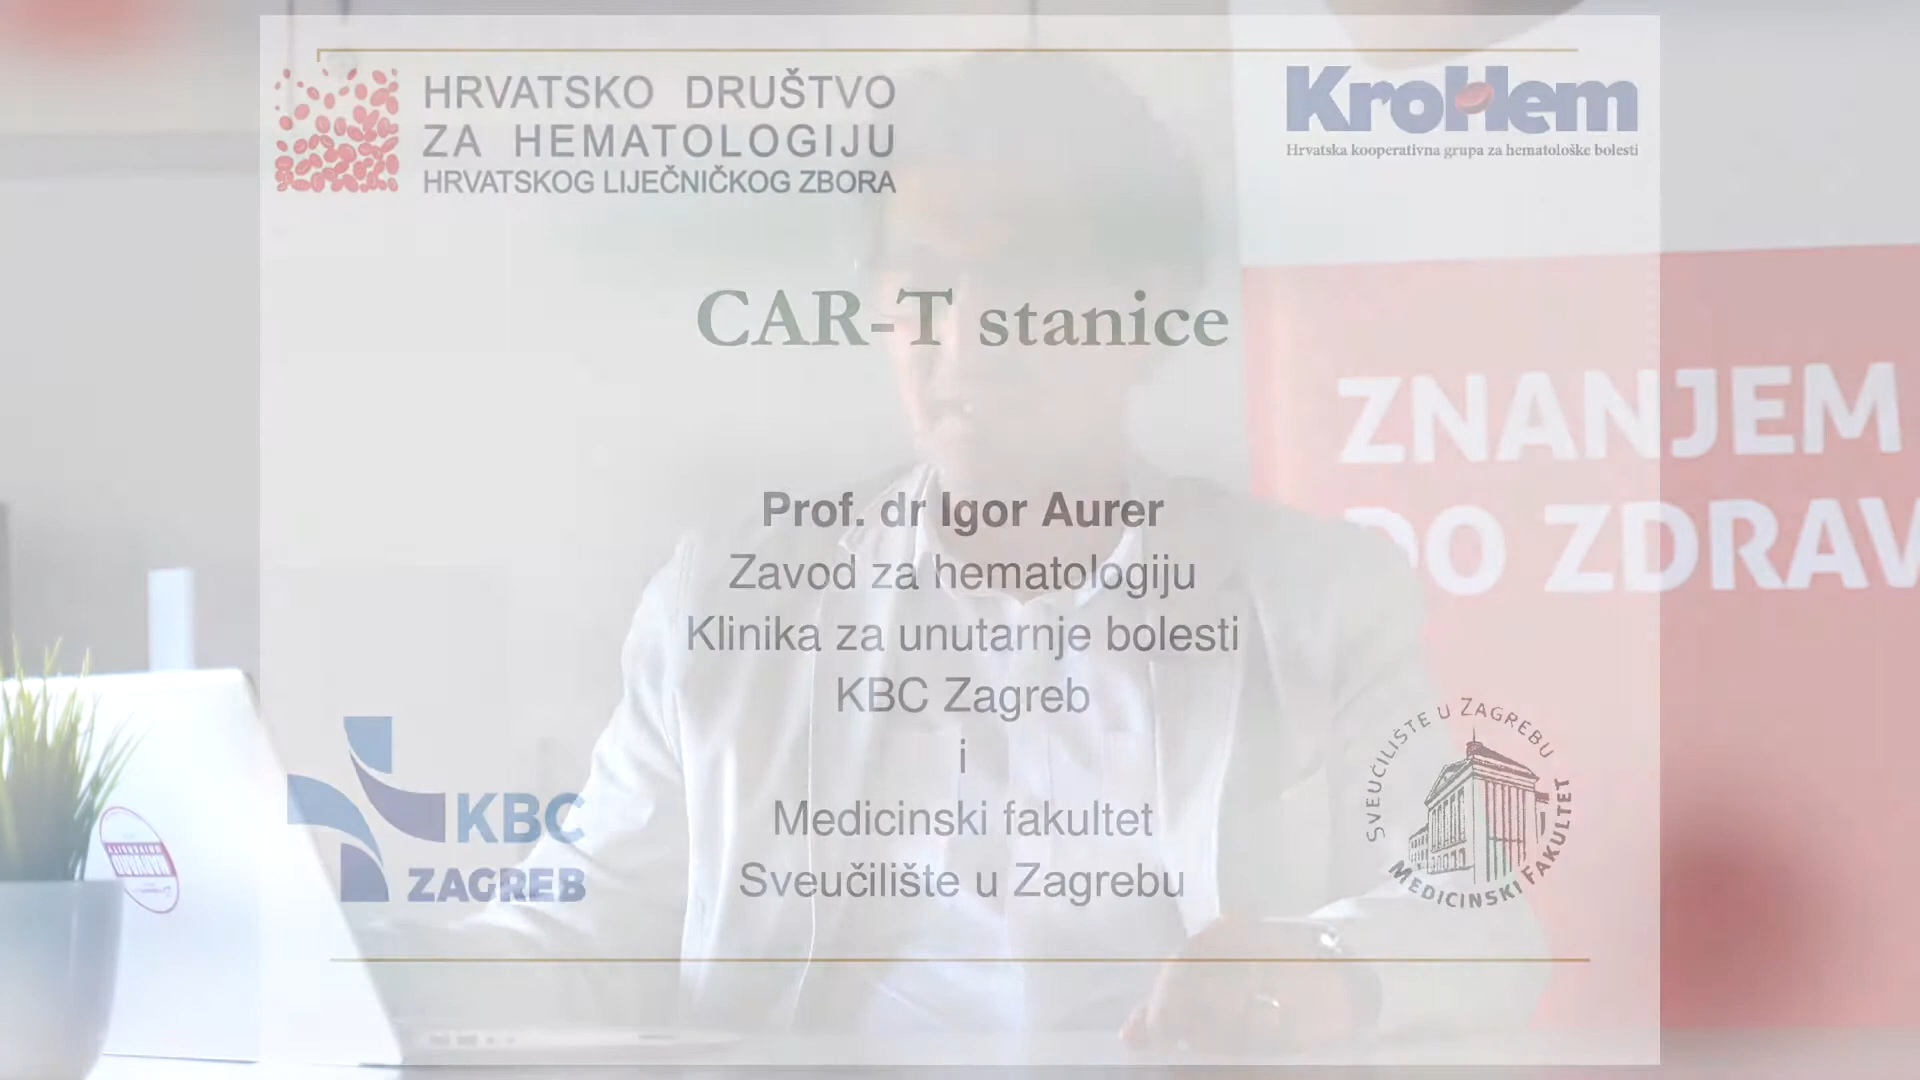 HRVATSKO DRUŠTVO
ZA HEMATOLOGIJU
HRVATSKOG LIJEČNIČKOG ZBORA
KroHem
Hrvatska kooperativna grupa za hematološke bolesti
CAR-T stanice
ZNANJEM
DO ZDRAV
Prof. dr Igor Aurer
Zavod za hematologiju
Klinika za unutarnje bolesti
KBC Zagreb
i
Medicinski fakultet
Sveučilište u Zagrebu
KBC
ZAGREB
SVEUČILIŠTE U ZAGREBU
MEDICINSKI FAKULTET